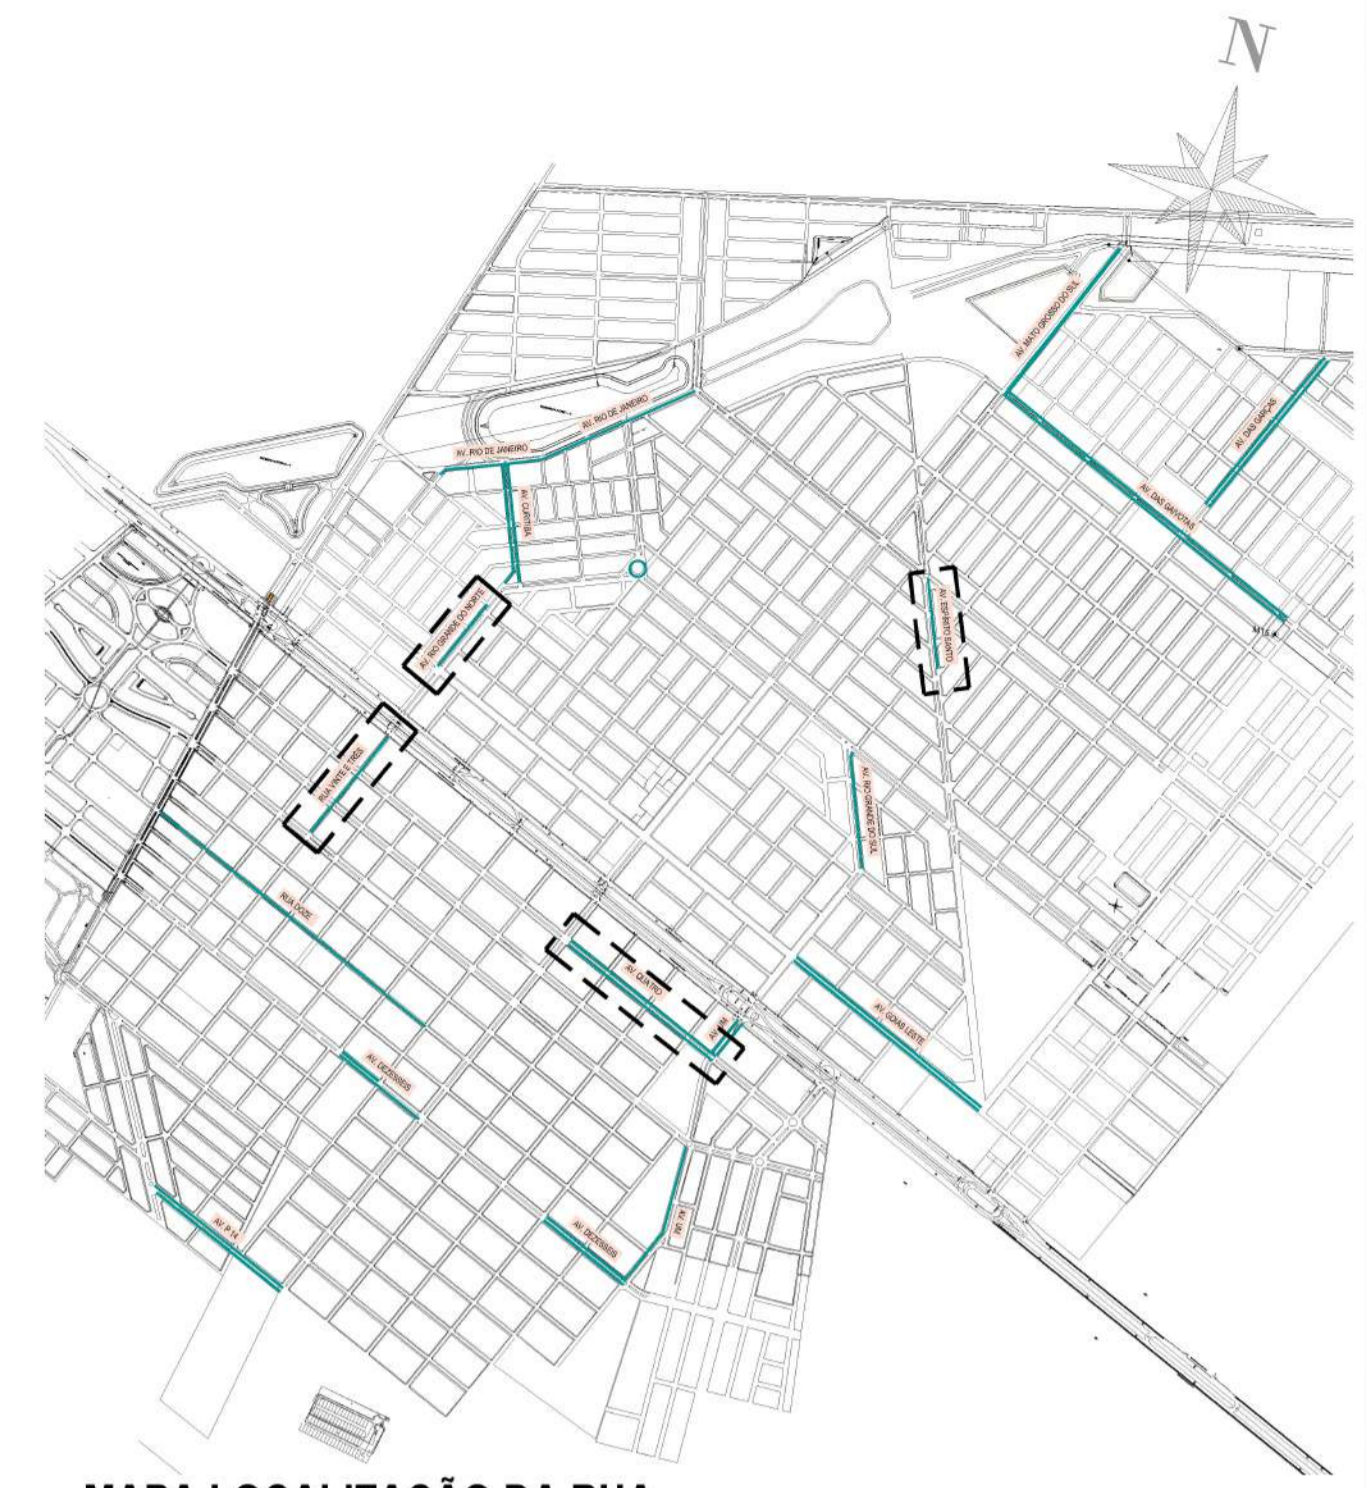 N
AV. MATO GROSSO DO SUL
AV. RIO DE JANEIRO
AV. DAS GARÇAS
AV. RIO DE JANEIRO
AV. CURITIBA
AV. DAS GAIVOTAS
AV. RIO GRANDE DO NORTE
AV. ESPÍRITO SANTO
RUA VINTE E TRÊS
AV. RIO GRANDE DO SUL
RUA DOZE
AV. QUATRO
AV. UM
AV. GOIÁS LESTE
AV. DEZESSEIS
AV. UM
AV. P 14
AV. DEZESSEIS
MAPA LOCALIZAÇÃO DA RUA